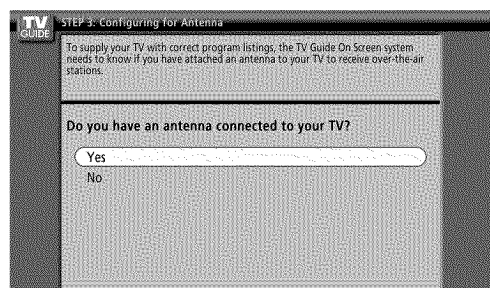 TV
GUIDE
STEP 3: Configuring for Antenna
To supply your TV with correct program listings, the TV Guide On Screen system
needs to know if you have attached an antenna to your TV to receive over-the-air
stations.
Do you have an antenna connected to your TV?
Yes
No